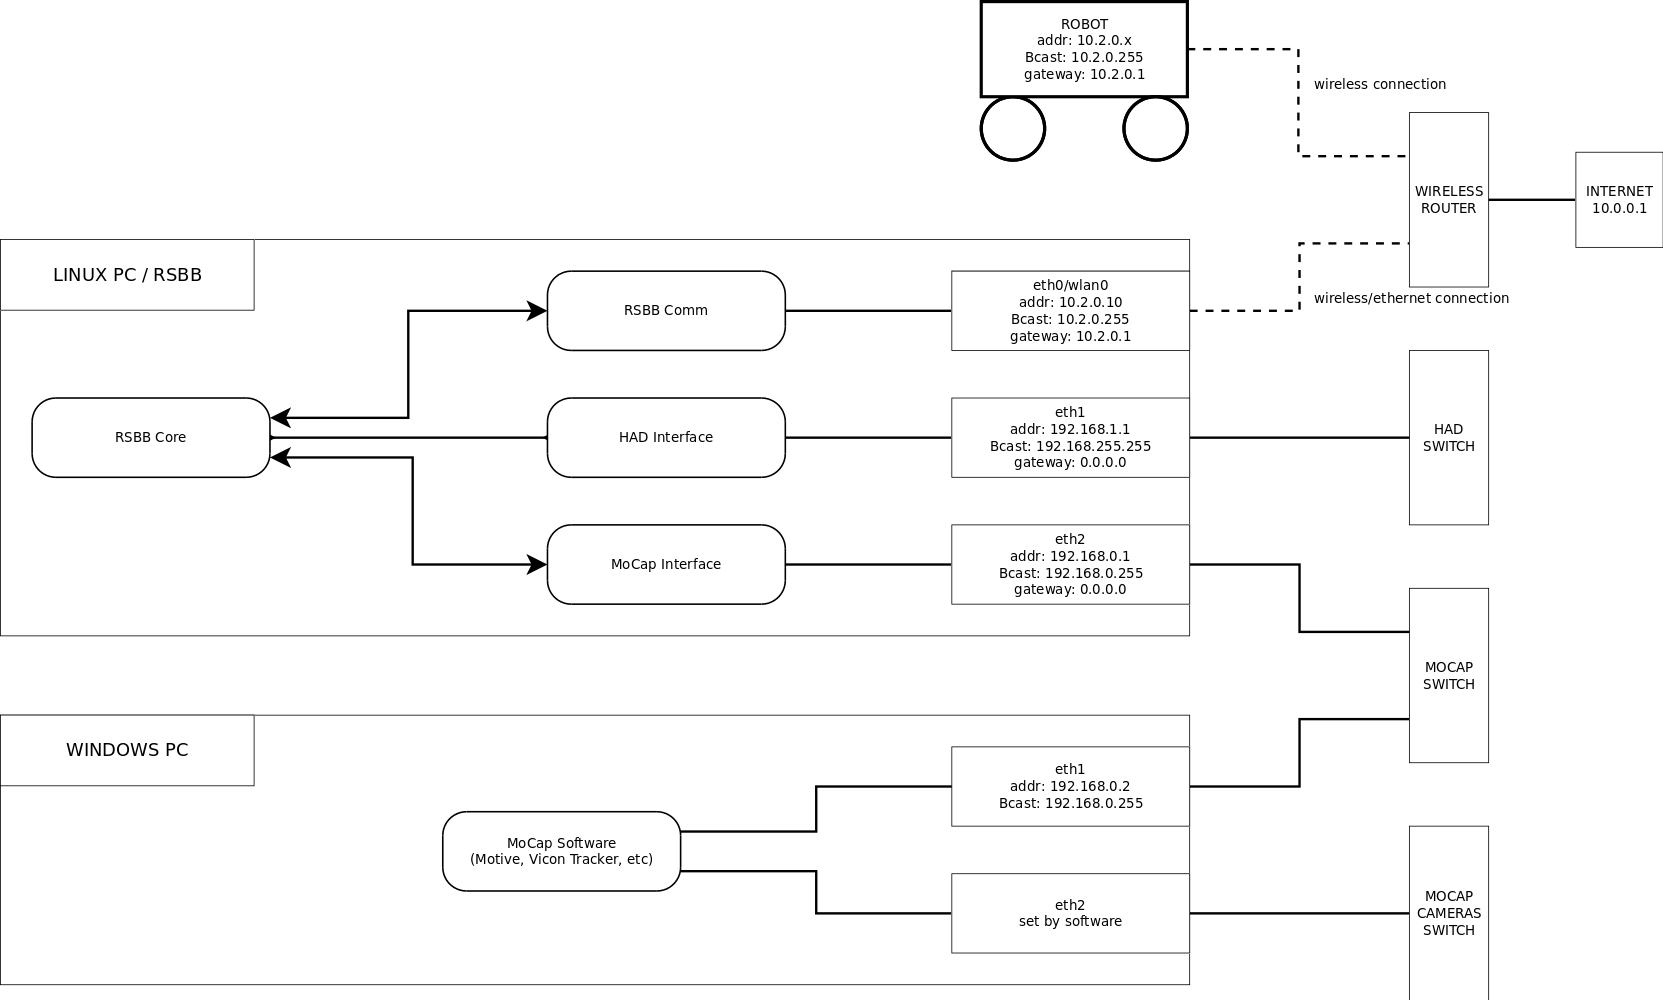 ROBOT
addr: 10.2.0.x
Bcast: 10.2.0.255
gateway: 10.2.0.1
wireless connection
WIRELESS
ROUTER
INTERNET
10.0.0.1
LINUX PC / RSBB
RSBB Comm
eth0/wlan0
addr: 10.2.0.10
Bcast: 10.2.0.255
gateway: 10.2.0.1
wireless/ethernet connection
RSBB Core
HAD Interface
eth1
addr: 192.168.1.1
Bcast: 192.168.255.255
gateway: 0.0.0.0
HAD
SWITCH
MoCap Interface
eth2
addr: 192.168.0.1
Bcast: 192.168.0.255
gateway: 0.0.0.0
MOCAP
SWITCH
WINDOWS PC
eth1
addr: 192.168.0.2
Bcast: 192.168.0.255
MoCap Software
(Motive, Vicon Tracker, etc)
eth2
set by software
MOCAP
CAMERAS
SWITCH